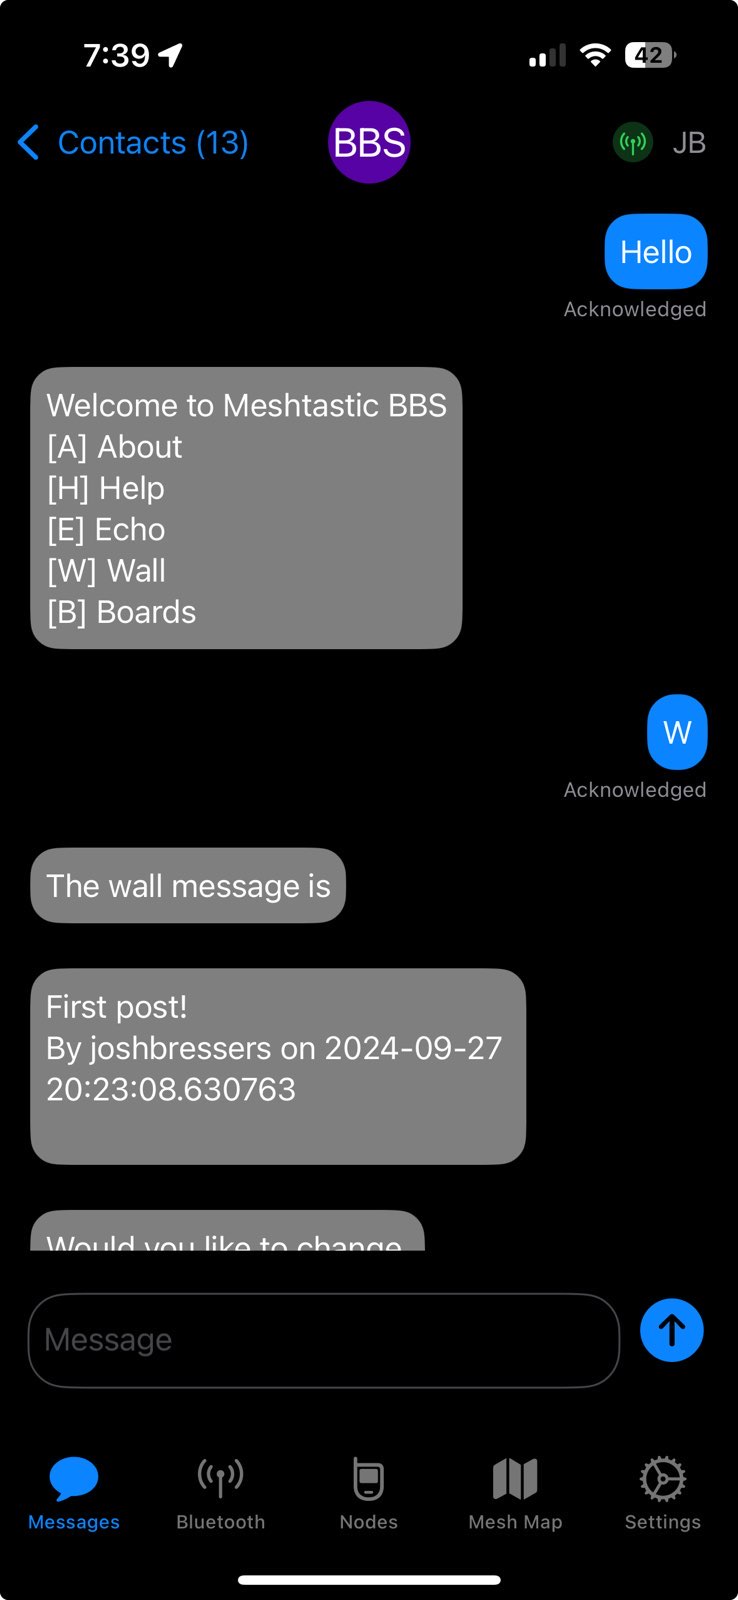 7:39
42
Contacts (13)
BBS
JB
Hello
Acknowledged
Welcome to Meshtastic BBS
[A] About
[H] Help
[E] Echo
[W] Wall
[B] Boards
W
Acknowledged
The wall message is
First post!
By joshbressers on 2024-09-27
20:23:08.630763
Would you like to change
Message
Messages
Bluetooth
Nodes
Mesh Map
Settings